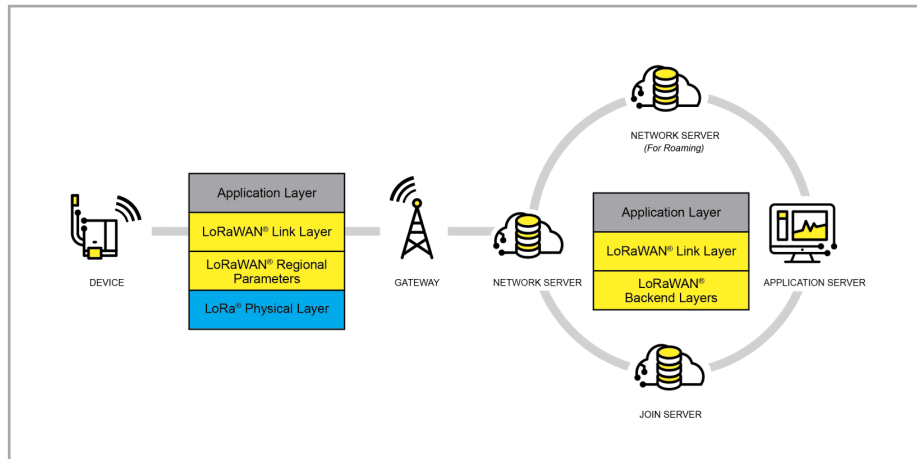 NETWORK SERVER
(For Roaming)
Application Layer
LoRaWAN® Link Layer
LoRaWAN® Regional
Parameters
LoRa® Physical Layer
DEVICE
GATEWAY
NETWORK SERVER
Application Layer
LoRaWAN® Link Layer
LoRaWAN®
Backend Layers
APPLICATION SERVER
JOIN SERVER